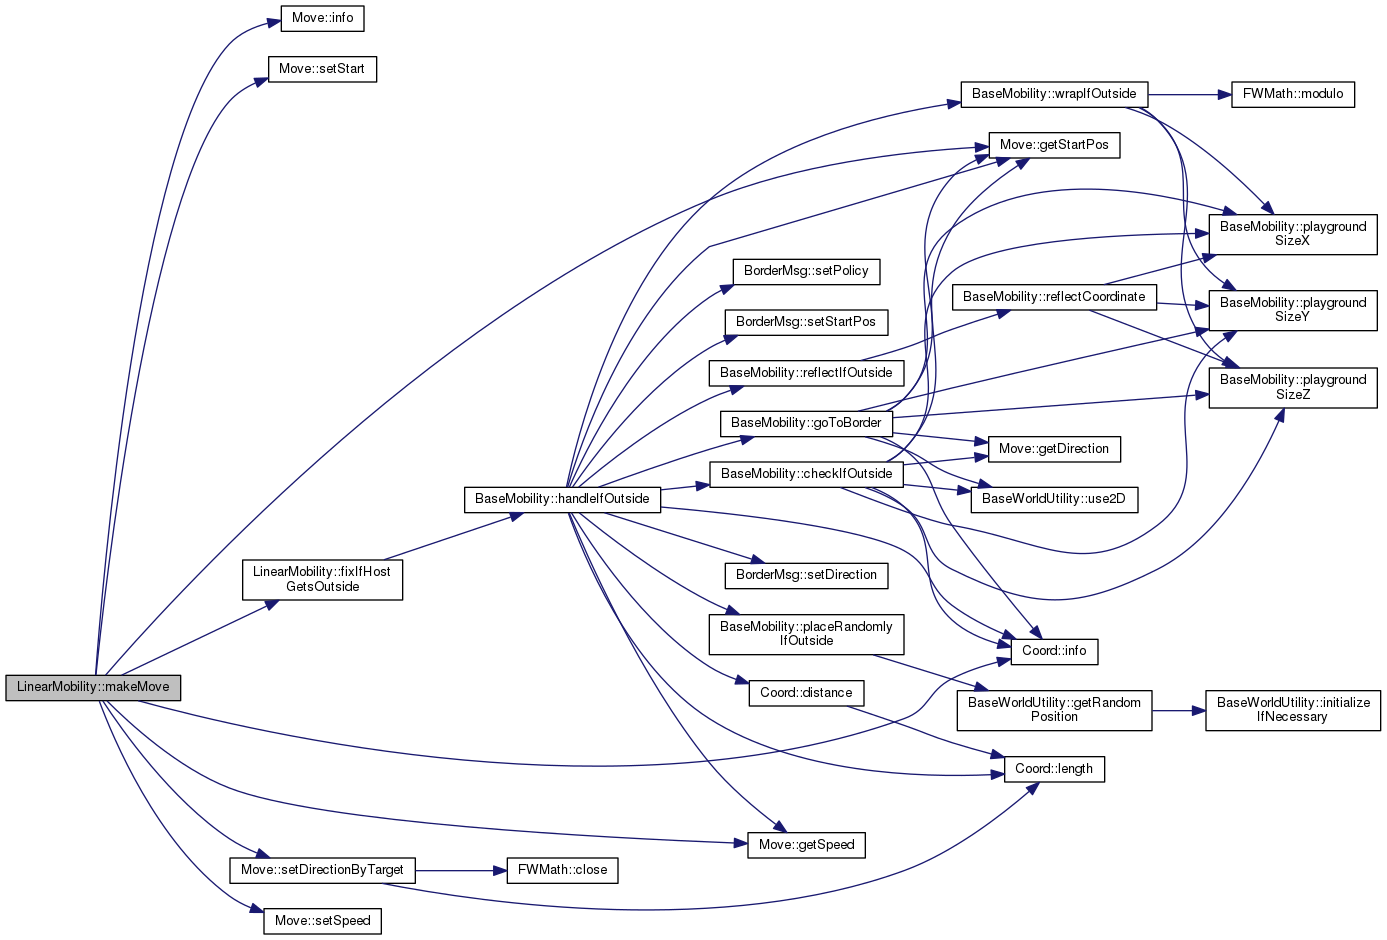 Move::info
Move::setStart
BaseMobility::wrapIfOutside
FWMath::modulo
Move::getStartPos
BaseMobility::playground
SizeX
BorderMsg::setPolicy
BaseMobility::reflectCoordinate
BaseMobility::playground
SizeY
BorderMsg::setStartPos
BaseMobility::reflectIfOutside
BaseMobility::playground
SizeZ
BaseMobility::goToBorder
Move::getDirection
BaseMobility::checkIfOutside
BaseMobility::handleIfOutside
BaseWorldUtility::use2D
LinearMobility::fixIfHost
GetsOutside
BorderMsg::setDirection
BaseMobility::placeRandomly
IfOutside
Coord::info
LinearMobility::makeMove
Coord::distance
BaseWorldUtility::getRandom
Position
BaseWorldUtility::initialize
IfNecessary
Coord::length
Move::getSpeed
Move::setDirectionByTarget
FWMath::close
Move::setSpeed